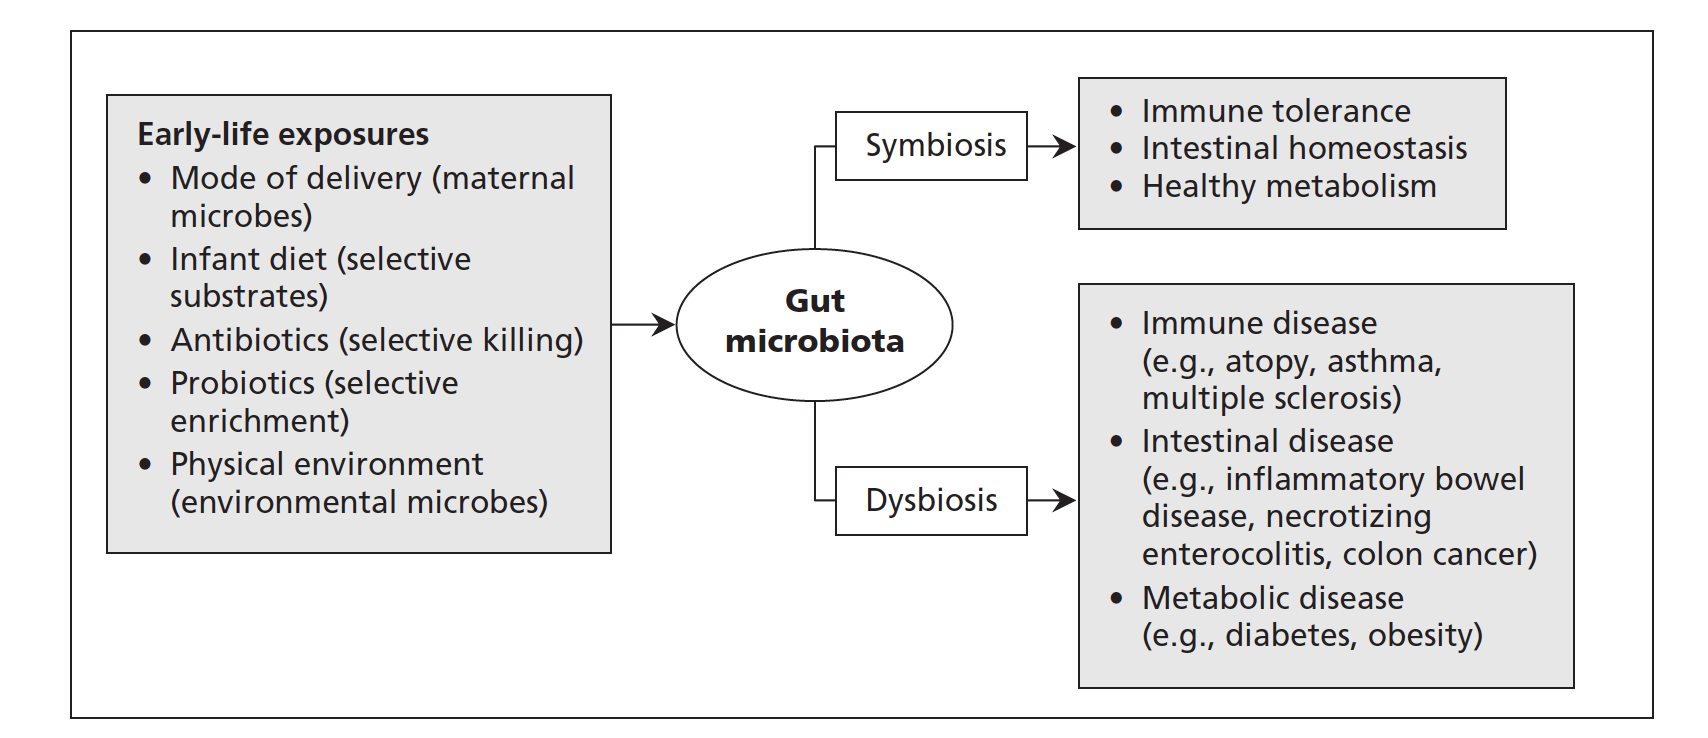 Early-life exposures
• Mode of delivery (maternal
microbes)
• Infant diet (selective
substrates)
• Antibiotics (selective killing)
• Probiotics (selective
enrichment)
• Physical environment
(environmental microbes)
Gut
microbiota
Symbiosis
• Immune tolerance
• Intestinal homeostasis
• Healthy metabolism
Dysbiosis
• Immune disease
(e.g., atopy, asthma,
multiple sclerosis)
• Intestinal disease
(e.g., inflammatory bowel
disease, necrotizing
enterocolitis, colon cancer)
• Metabolic disease
(e.g., diabetes, obesity)